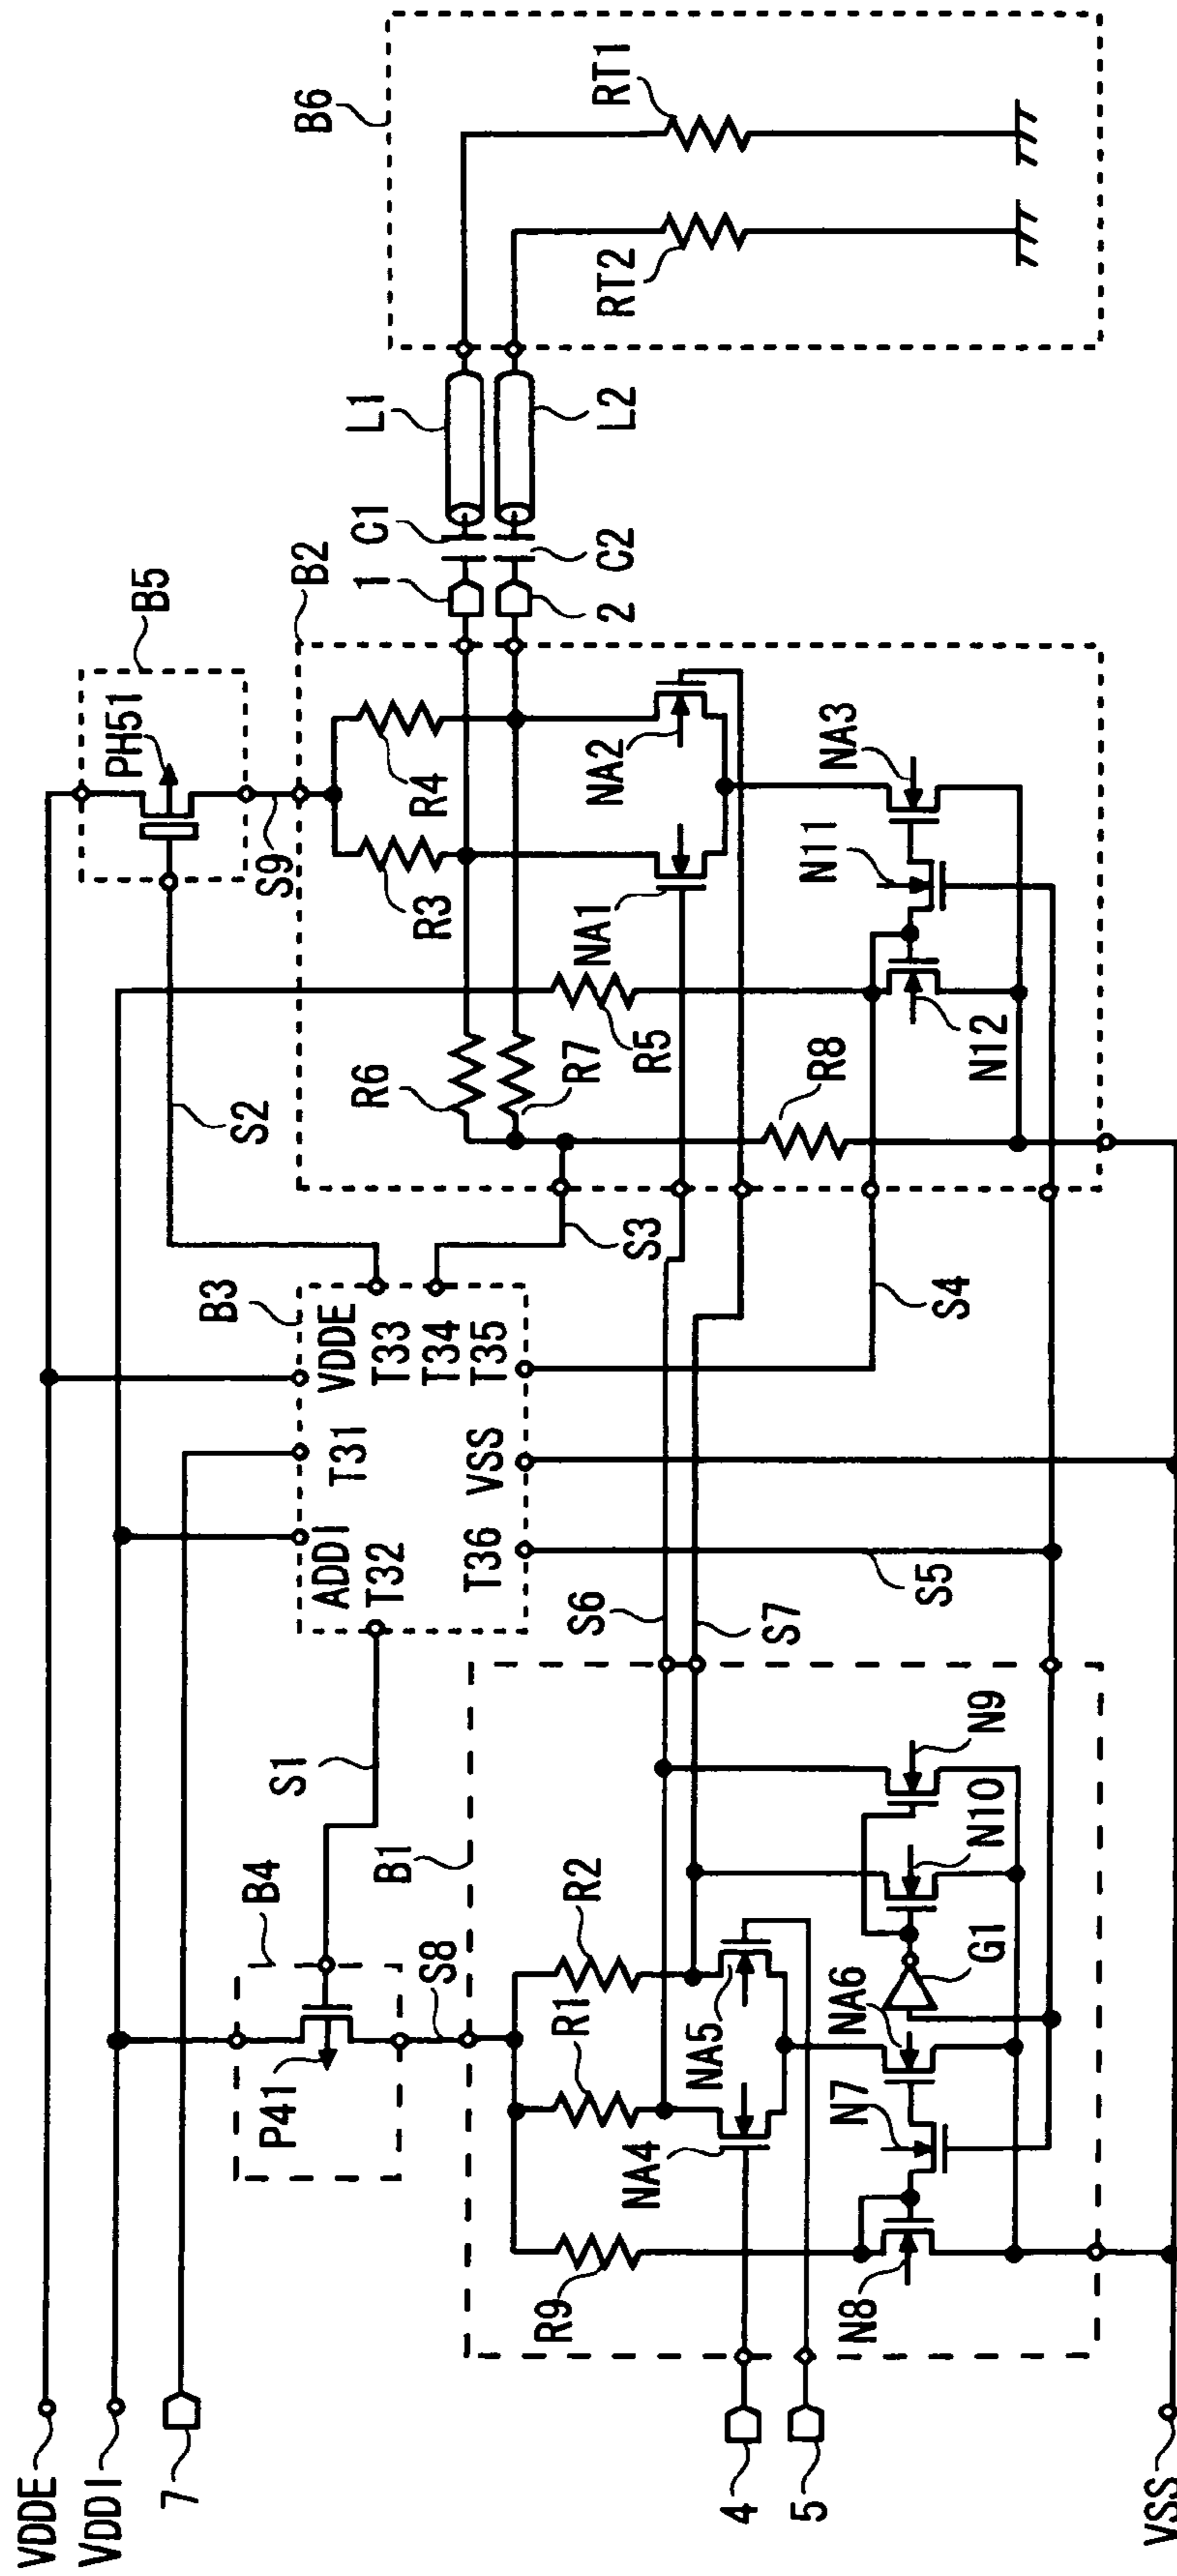 VDDE
VDDI
7
P41
B4
S1
S8
B1
R9
R1
R2
NA4
NA5
4
5
N8
N7
NA6
G1
N10
N9
VSS
B3
ADDI
T31
VDDE
T32
T33
T34
T36
VSS
T35
S2
S3
S4
S5
S6
S7
B5
PH51
S9
B2
R3
R4
R6
R7
R5
R8
NA1
NA2
N12
N11
NA3
1
2
C1
C2
L1
L2
B6
RT1
RT2